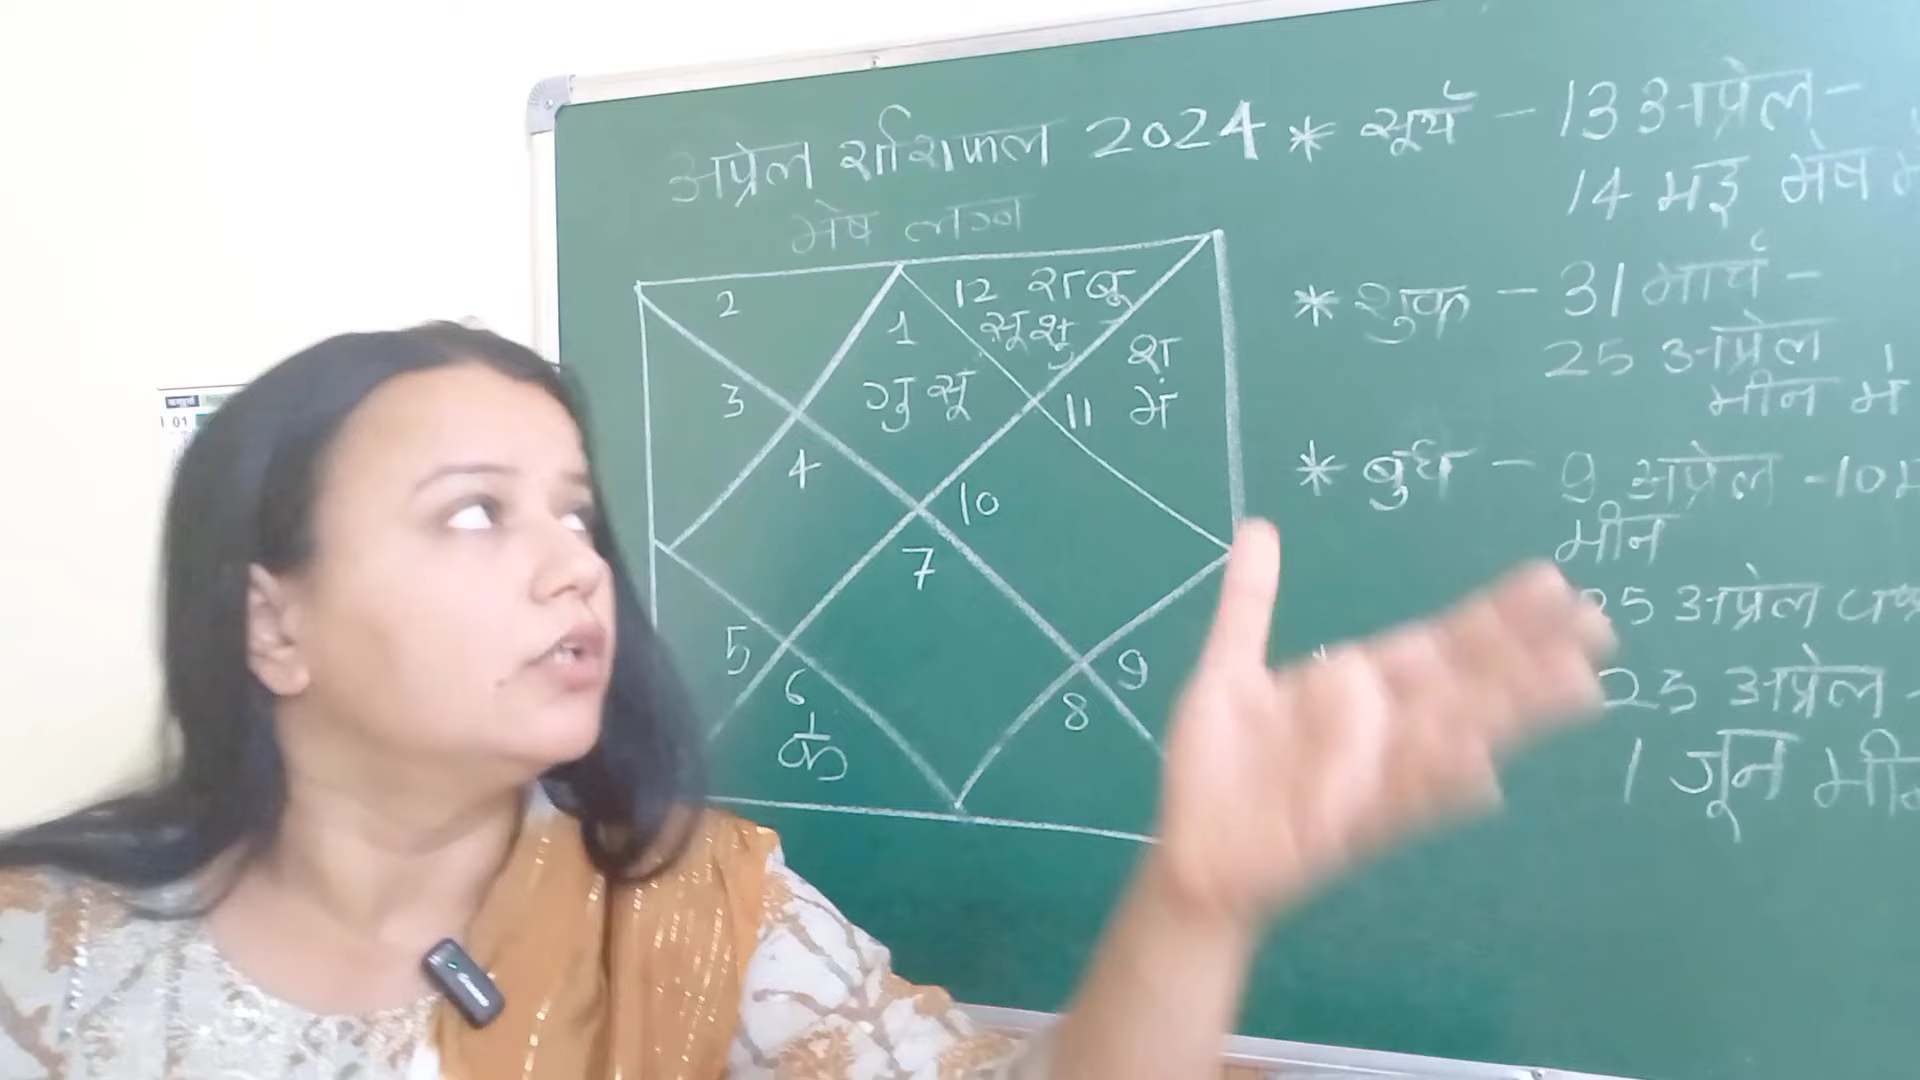 अप्रेल राशिफल 2024
मेष लग्न
2
12 रा बु
सू शु
1
गु सू
श
11 मं
3
4
10
7
5
6
के
8
9
* सूर्य - 13 अप्रेल -
14 मई मेष में
* शुक्र - 31 मार्च -
25 अप्रेल
मीन में
* बुध - 9 अप्रेल - 10
मीन
25 अप्रेल
23 अप्रेल -
1 जून
01